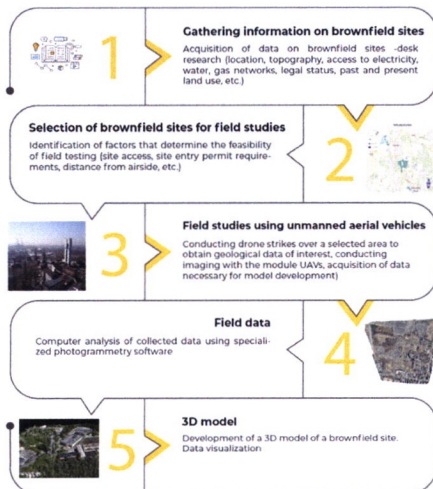 1
Gathering information on brownfield sites
Acquisition of data on brownfield sites -desk
research (location, topography, access to electricity,
water, gas networks, legal status, past and present
land use, etc.)
Selection of brownfield sites for field studies
Identification of factors that determine the feasibility
of field testing (site access, site entry permit require-
ments, distance from airside, etc.)
2
3
Field studies using unmanned aerial vehicles
Conducting drone strikes over a selected area to
obtain geological data of interest, conducting
imaging with the module UAVs, acquisition of data
necessary for model development)
Field data
Computer analysis of collected data using speciali-
zed photogrammetry software
4
5
3D model
Development of a 3D model of a brownfield site.
Data visualization